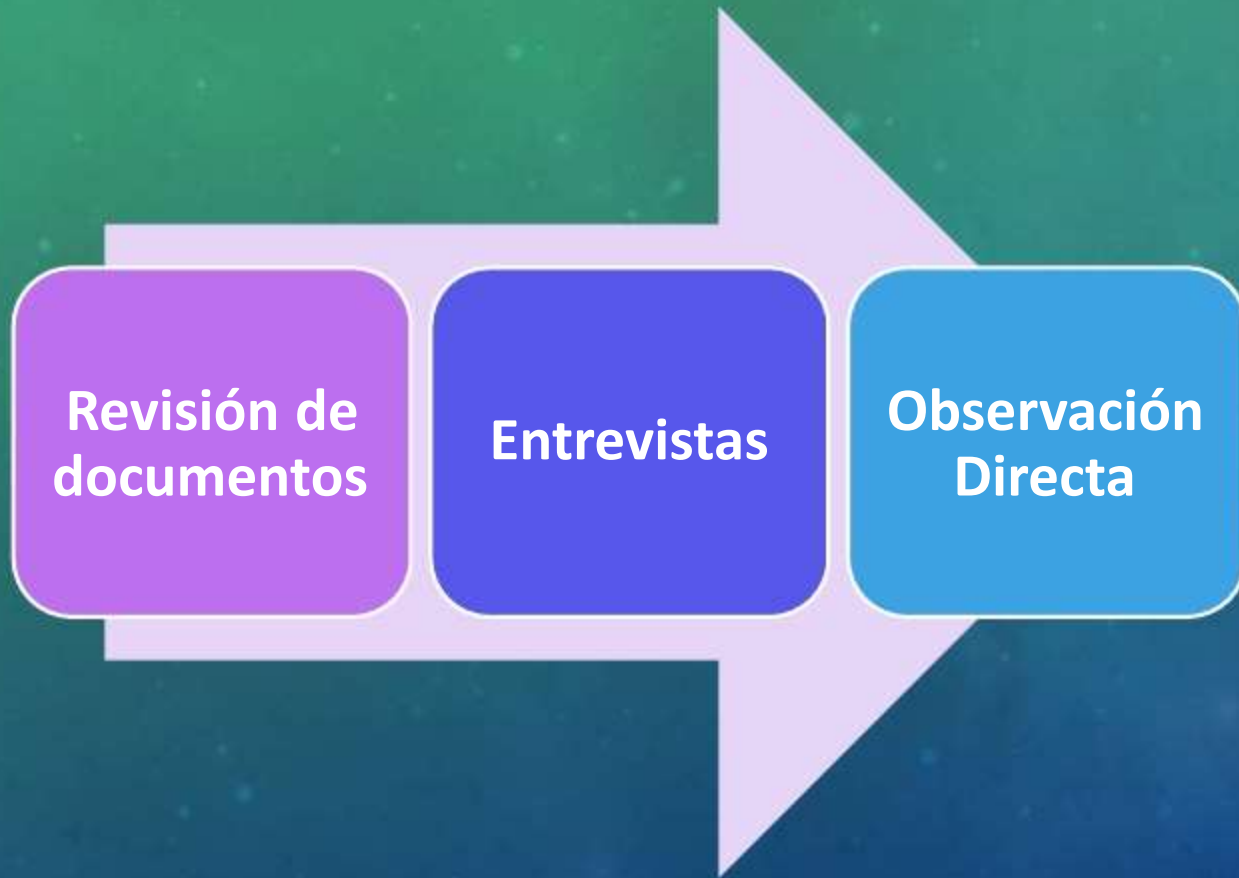 Revisión de
documentos
Entrevistas
Observación
Directa